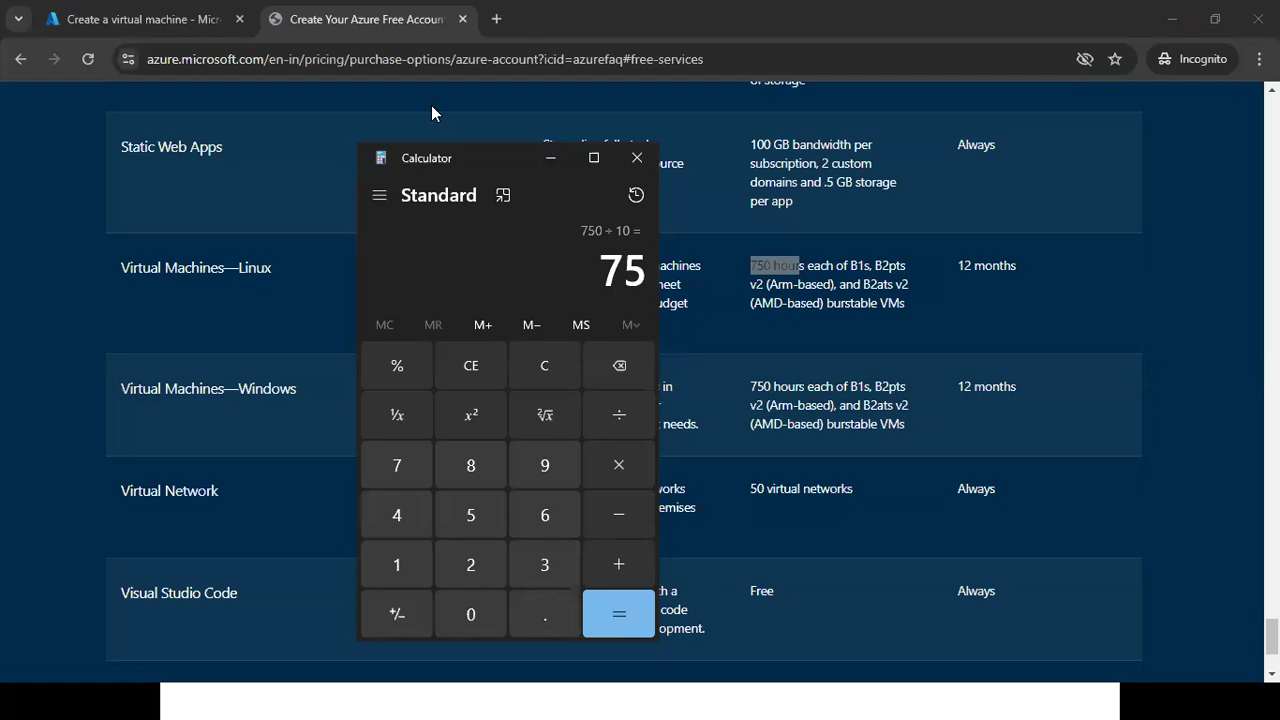 Create a virtual machine - Micr
Create Your Azure Free Accoun
azure.microsoft.com/en-in/pricing/purchase-options/azure-account?icid=azurefaq#free-services
Incognito
GI storage
Static Web Apps
ource
100 GB bandwidth per
subscription, 2 custom
domains and .5 GB storage
per app
Always
Calculator
Standard
750 ÷ 10 =
75
MC MR M+ M− MS M˅
% CE C ⌫
¹⁄x x² ²√x ÷
7 8 9 ×
4 5 6 −
1 2 3 +
+/− 0 . =
Virtual Machines—Linux
achines
eet
udget
750 hours each of B1s, B2pts
v2 (Arm-based), and B2ats v2
(AMD-based) burstable VMs
12 months
Virtual Machines—Windows
s in
r
needs.
750 hours each of B1s, B2pts
v2 (Arm-based), and B2ats v2
(AMD-based) burstable VMs
12 months
Virtual Network
works
emises
50 virtual networks
Always
Visual Studio Code
h a
code
opment.
Free
Always